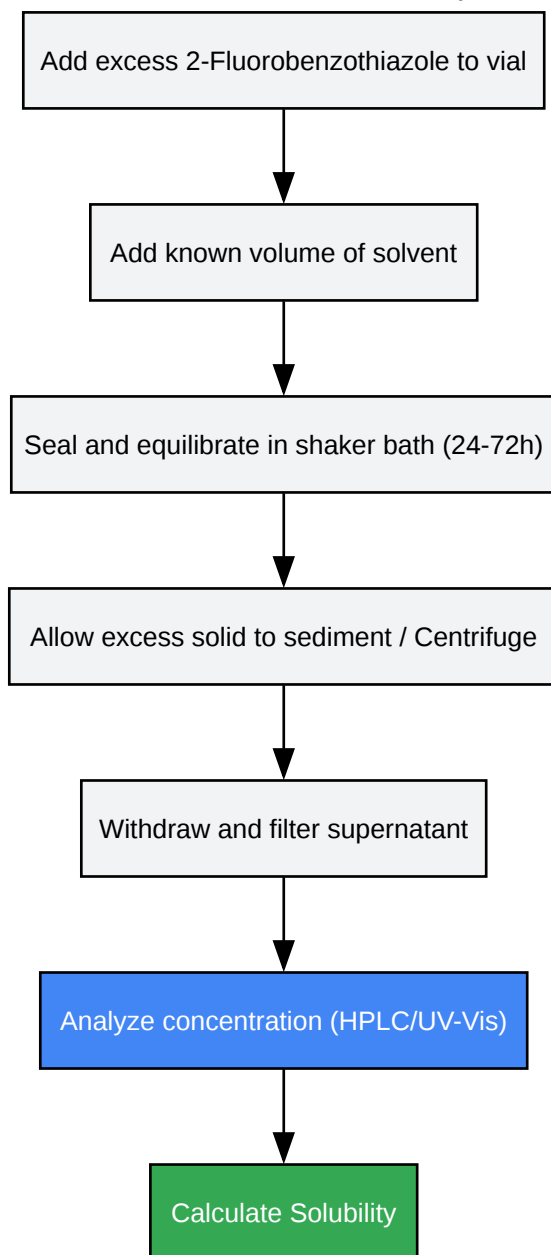 Add excess 2-Fluorobenzothiazole to vial
Add known volume of solvent
Seal and equilibrate in shaker bath (24-72h)
Allow excess solid to sediment / Centrifuge
Withdraw and filter supernatant
Analyze concentration (HPLC/UV-Vis)
Calculate Solubility